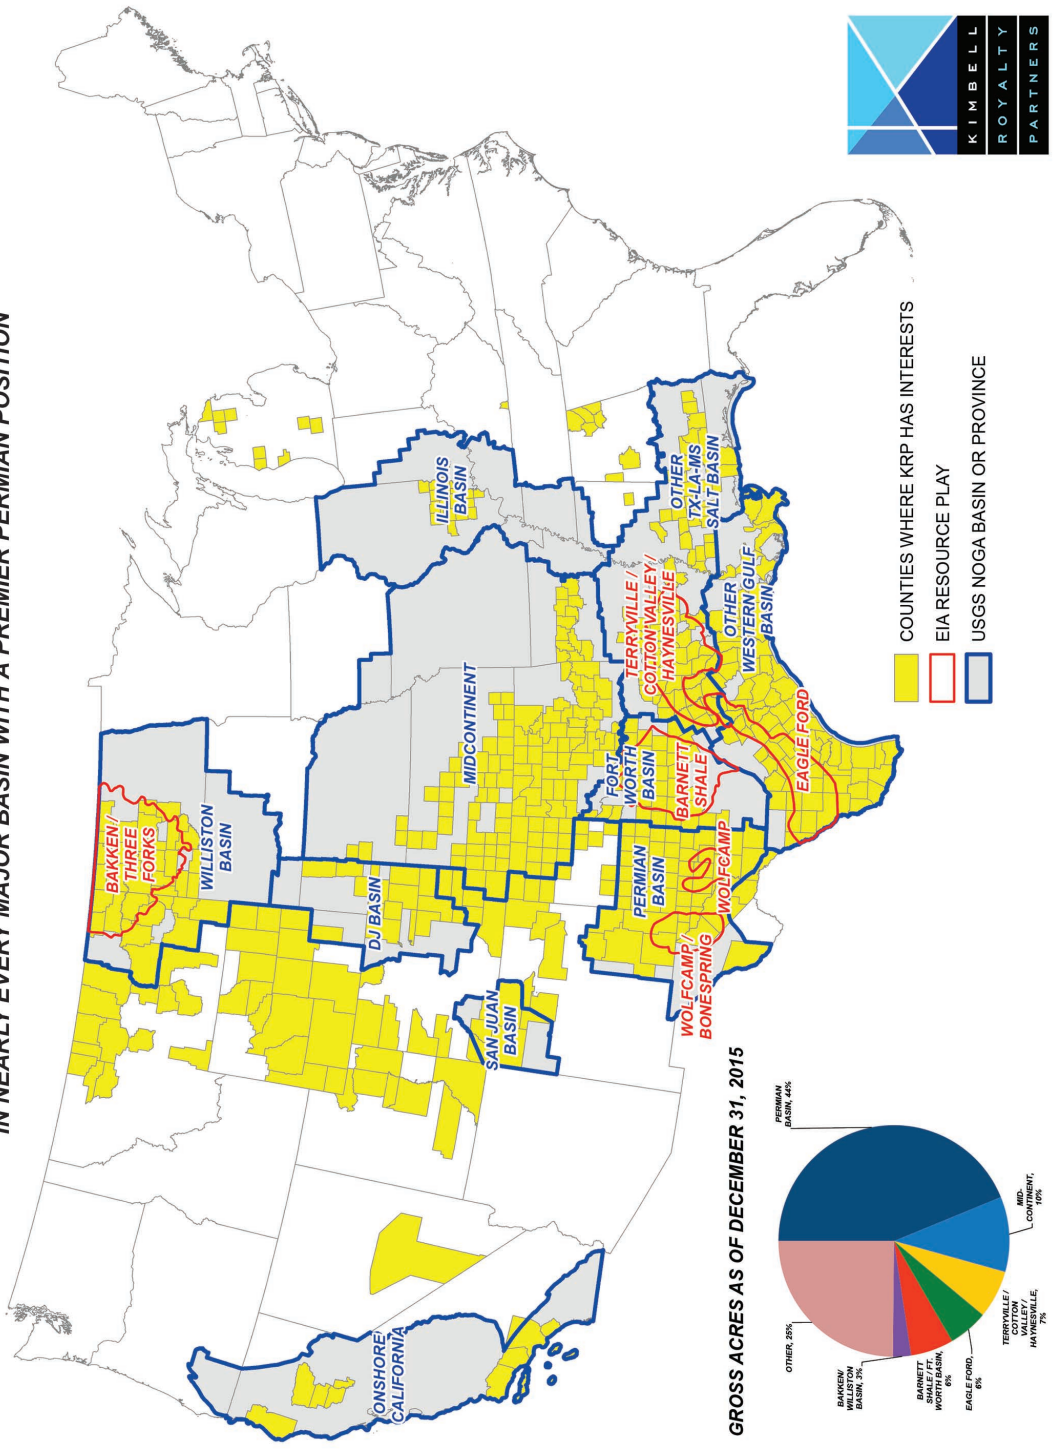 IN NEARLY EVERY MAJOR BASIN WITH A PREMIER PERMIAN POSITION
BAKKEN /
THREE
FORKS
WILLISTON
BASIN
ONSHORE
CALIFORNIA
DJ BASIN
MIDCONTINENT
ILLINOIS
BASIN
SAN JUAN
BASIN
PERMIAN
BASIN
WOLFCAMP /
BONESPRING
WOLFCAMP
FORT
WORTH
BASIN
BARNETT
SHALE
TERRYVILLE /
COTTON VALLEY /
HAYNESVILLE
OTHER
TX-LA-MS
SALT BASIN
OTHER
WESTERN GULF
BASIN
EAGLE FORD
GROSS ACRES AS OF DECEMBER 31, 2015
OTHER, 25%
PERMIAN
BASIN, 44%
BAKKEN/
WILLISTON
BASIN, 3%
BARNETT
SHALE / FT.
WORTH BASIN,
6%
EAGLE FORD,
6%
TERRYVILLE /
COTTON
VALLEY /
HAYNESVILLE,
7%
MID-
CONTINENT,
10%
COUNTIES WHERE KRP HAS INTERESTS
EIA RESOURCE PLAY
USGS NOGA BASIN OR PROVINCE
KIMBELL
ROYALTY
PARTNERS